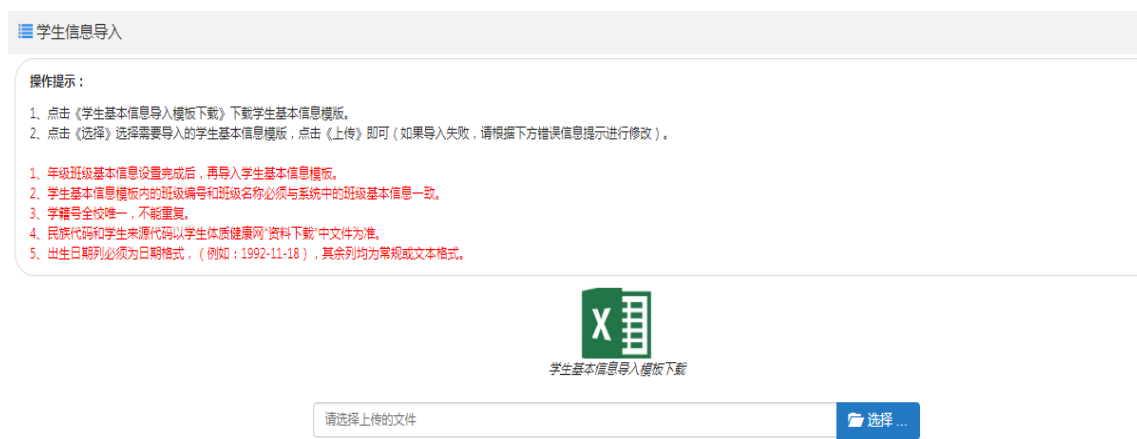 学生信息导入
操作提示：
1、点击《学生基本信息导入模板下载》下载学生基本信息模版。
2、点击《选择》选择需要导入的学生基本信息模版，点击《上传》即可（如果导入失败，请根据下方错误信息提示进行修改）。
1、年级班级基本信息设置完成后，再导入学生基本信息模板。
2、学生基本信息模板内的班级编号和班级名称必须与系统中的班级基本信息一致。
3、学籍号全校唯一，不能重复。
4、民族代码和学生来源代码以学生体质健康网“资料下载”中文件为准。
5、出生日期列必须为日期格式，（例如：1992-11-18），其余列均为常规或文本格式。
X
学生基本信息导入模板下载
请选择上传的文件 选择 ...